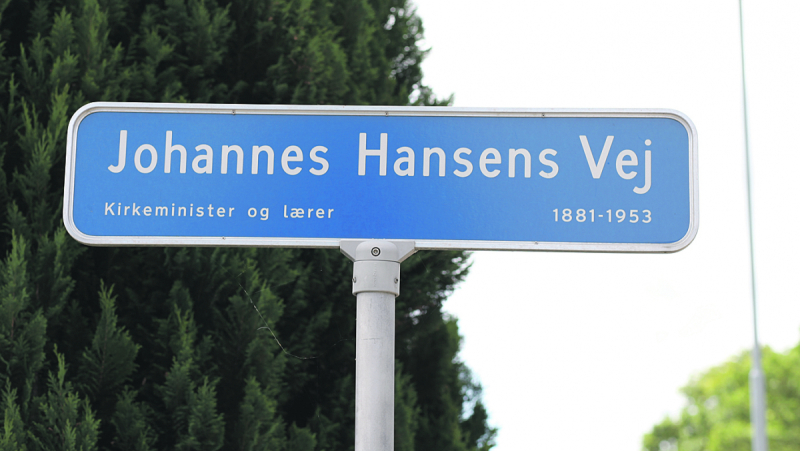 Johannes Hansens Vej
Kirkeminister og lærer 1881-1953